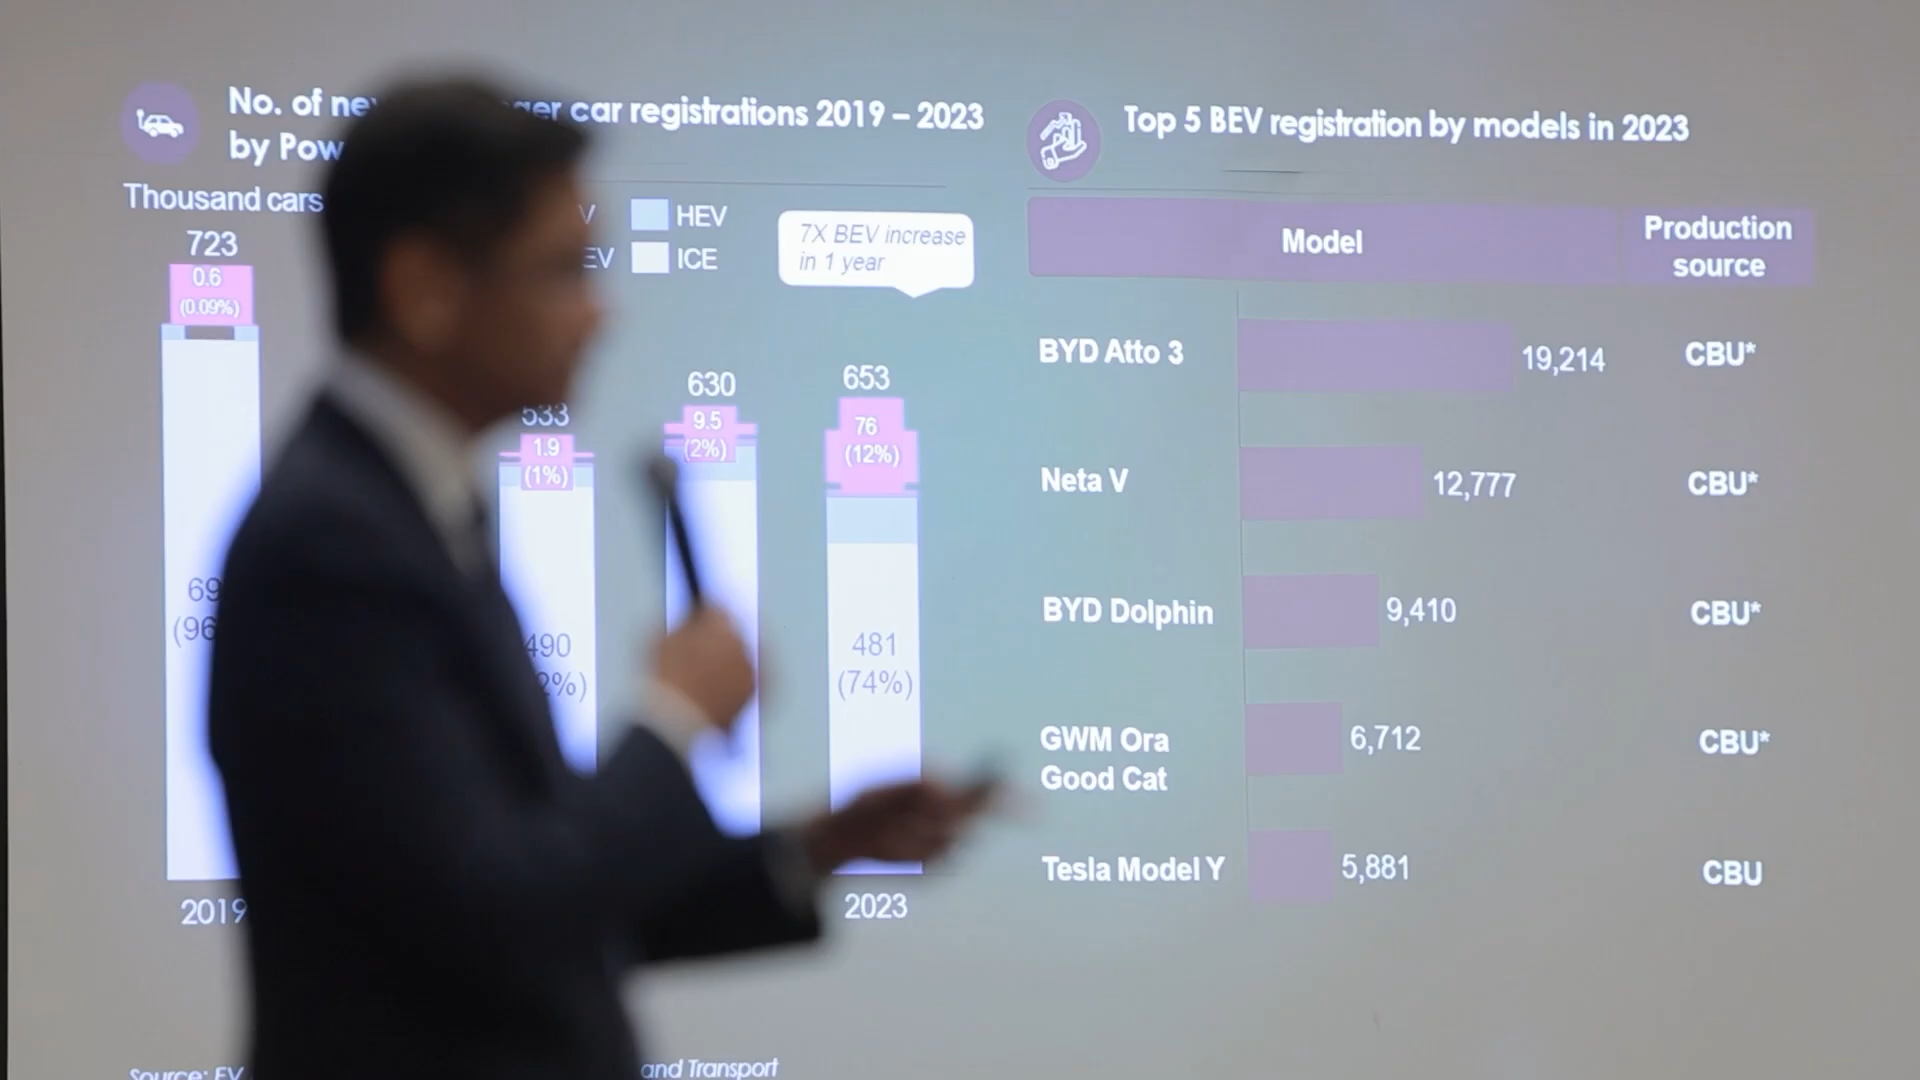 No. of new car registrations 2019 – 2023
by
Thousand cars
HEV
ICE
7X BEV increase
in 1 year
723
0.6
(0.09%)
533
1.9
(1%)
490
630
9.5
(2%)
653
76
(12%)
481
(74%)
2019
2023
Source: EV
and Transport
Top 5 BEV registration by models in 2023
Model
Production
source
BYD Atto 3
19,214
CBU*
Neta V
12,777
CBU*
BYD Dolphin
9,410
CBU*
GWM Ora
Good Cat
6,712
CBU*
Tesla Model Y
5,881
CBU